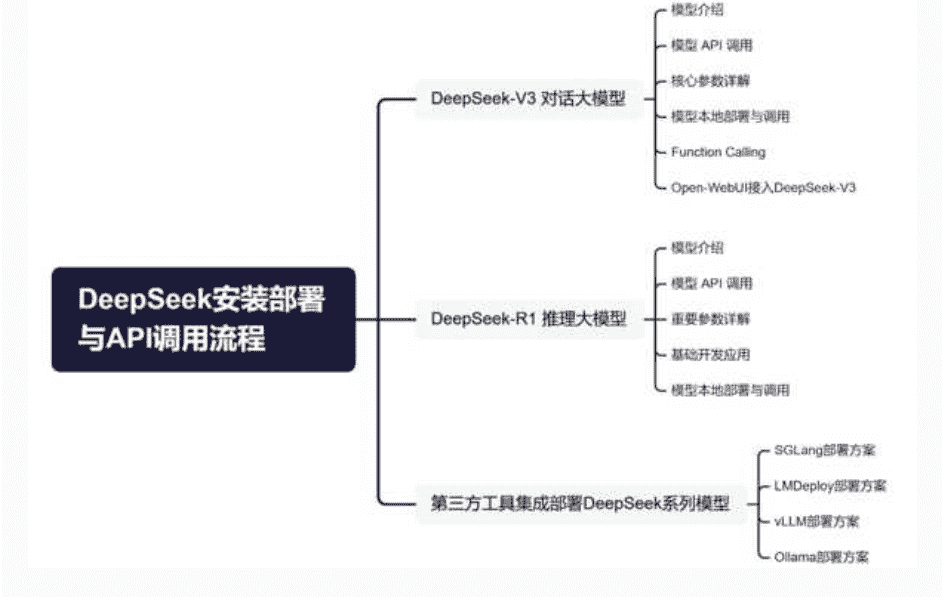 DeepSeek安装部署
与API调用流程
DeepSeek-V3 对话大模型
模型介绍
模型 API 调用
核心参数详解
模型本地部署与调用
Function Calling
Open-WebUI接入DeepSeek-V3
DeepSeek-R1 推理大模型
模型介绍
模型 API 调用
重要参数详解
基础开发应用
模型本地部署与调用
第三方工具集成部署DeepSeek系列模型
SGLang部署方案
LMDeploy部署方案
vLLM部署方案
Ollama部署方案